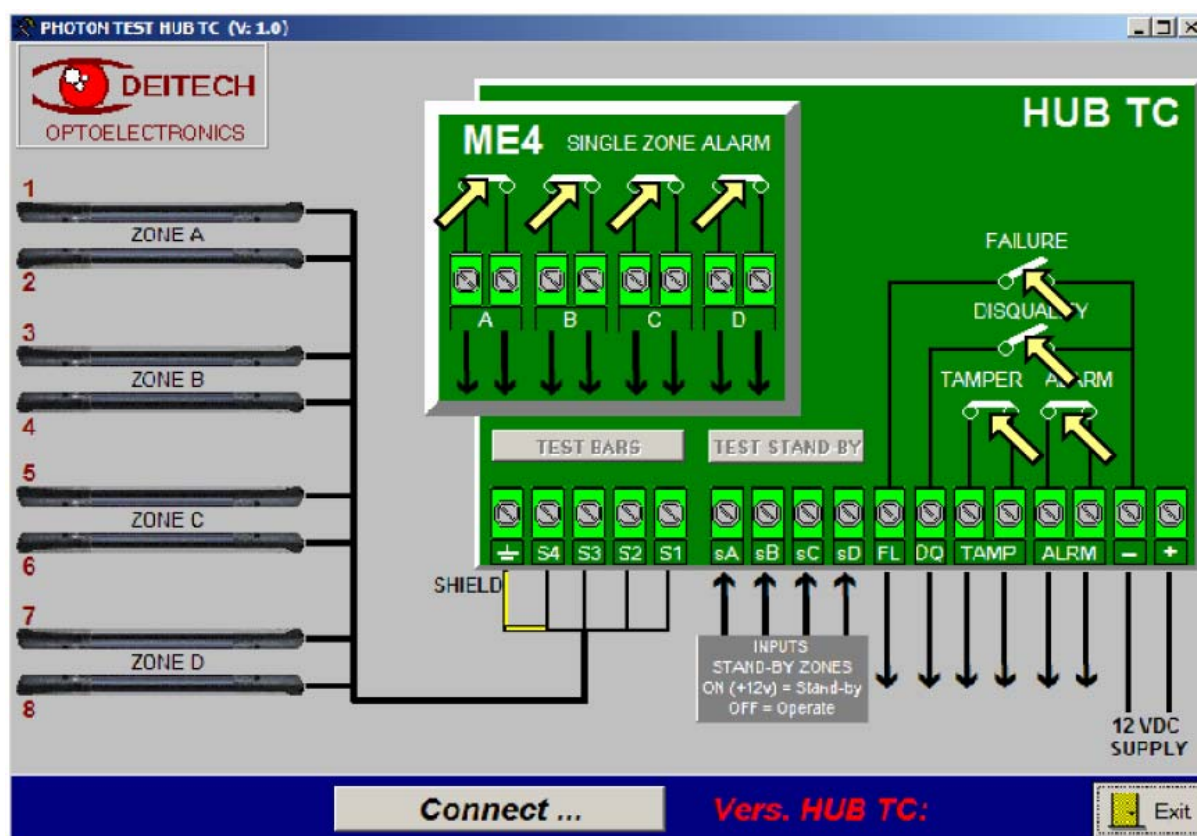 PHOTON TEST HUB TC (V: 1.0)
DEITECH
OPTOELECTRONICS
HUB TC
ME4 SINGLE ZONE ALARM
1
ZONE A
2
3
ZONE B
4
5
ZONE C
6
7
ZONE D
8
A B C D
FAILURE
DISQUALITY
TAMPER ALARM
TEST BARS TEST STAND-BY
S4 S3 S2 S1 sA sB sC sD FL DQ TAMP ALRM - +
SHIELD
INPUTS
STAND-BY ZONES
ON (+12v) = Stand-by
OFF = Operate
12 VDC
SUPPLY
Connect ...
Vers. HUB TC:
Exit